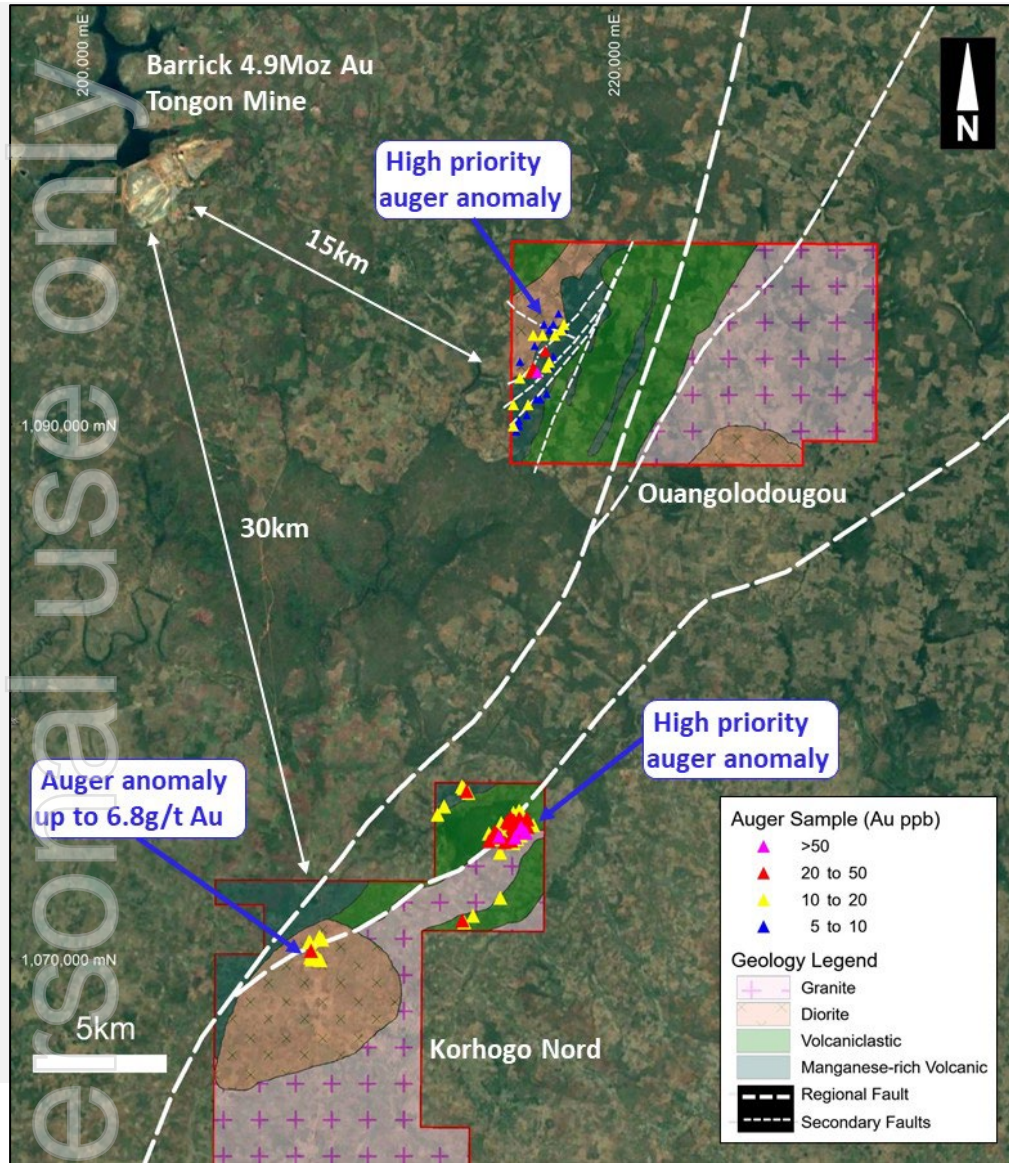 200,000 mE
220,000 mE
Barrick 4.9Moz Au
Tongon Mine
N
High priority
auger anomaly
15km
1,090,000 mN
Ouangolodougou
30km
High priority
auger anomaly
Auger anomaly
up to 6.8g/t Au
1,070,000 mN
5km
Korhogo Nord
Auger Sample (Au ppb)
>50
20 to 50
10 to 20
5 to 10
Geology Legend
Granite
Diorite
Volcaniclastic
Manganese-rich Volcanic
Regional Fault
Secondary Faults
ersonal use only